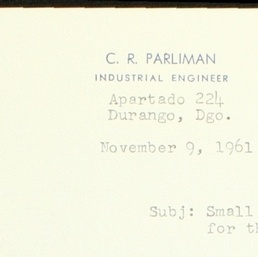 C. R. PARLIMAN
INDUSTRIAL ENGINEER
Apartado 224
Durango, Dgo.
November 9, 1961
Subj: Small
for th